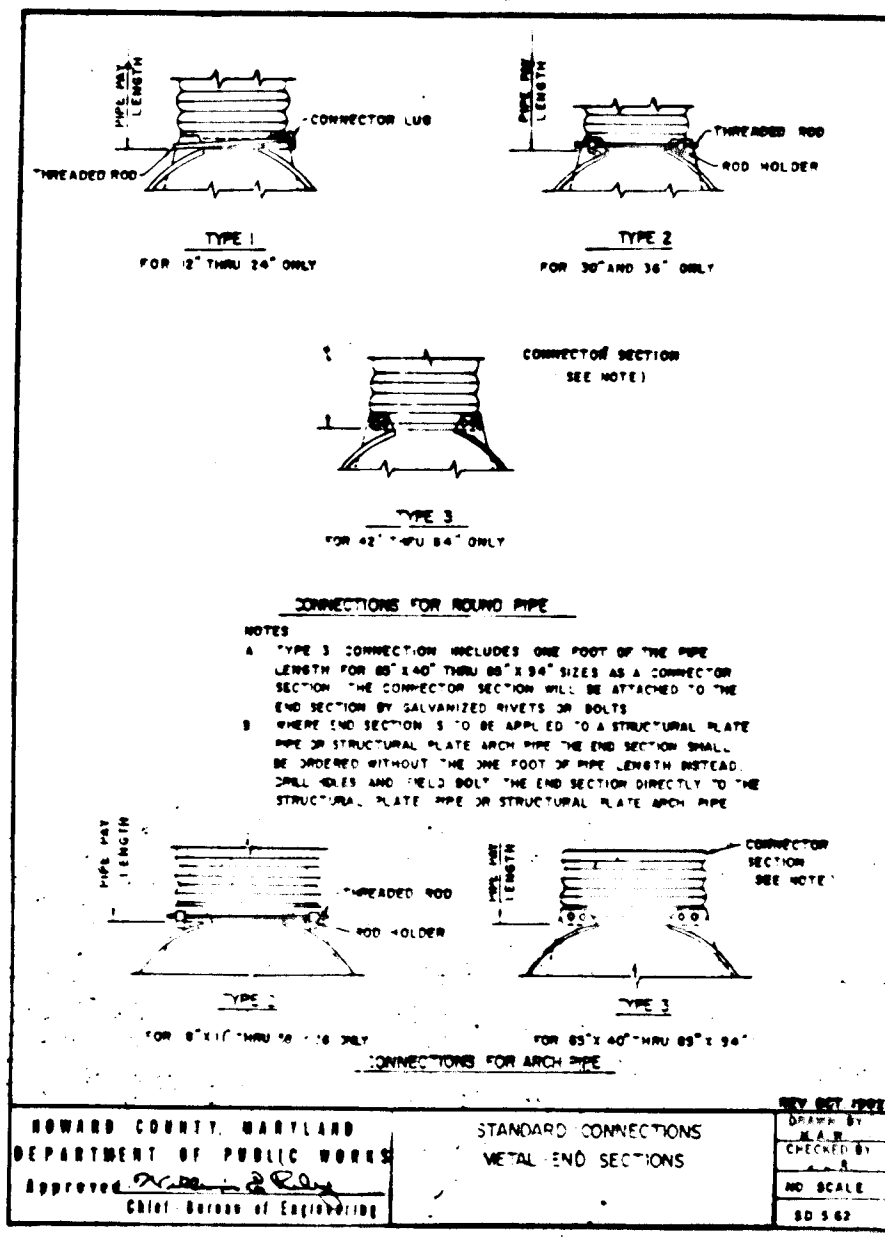 PIPE PAY
LENGTH
CONNECTOR LUG
THREADED ROD
TYPE 1
FOR 12" THRU 24" ONLY
PIPE PAY
LENGTH
THREADED ROD
ROD HOLDER
TYPE 2
FOR 30" AND 36" ONLY
CONNECTOR SECTION
SEE NOTE)
TYPE 3
FOR 42" THRU 84" ONLY
CONNECTIONS FOR ROUND PIPE
NOTES
A TYPE 3 CONNECTION INCLUDES ONE FOOT OF THE PIPE
LENGTH FOR 65" X 40" THRU 85" X 94" SIZES AS A CONNECTOR
SECTION THE CONNECTOR SECTION WILL BE ATTACHED TO THE
END SECTION BY GALVANIZED RIVETS OR BOLTS
B WHERE END SECTION IS TO BE APPLIED TO A STRUCTURAL PLATE
PIPE OR STRUCTURAL PLATE ARCH PIPE THE END SECTION SHALL
BE ORDERED WITHOUT THE ONE FOOT OF PIPE LENGTH INSTEAD.
DRILL HOLES AND FIELD BOLT THE END SECTION DIRECTLY TO THE
STRUCTURAL PLATE PIPE OR STRUCTURAL PLATE ARCH PIPE
PIPE PAY
LENGTH
THREADED ROD
ROD HOLDER
TYPE 2
THRU ONLY
PIPE PAY
LENGTH
CONNECTOR
SECTION
SEE NOTE
TYPE 3
FOR 65" X 40" THRU 85" X 94"
CONNECTIONS FOR ARCH PIPE
REV OCT 1992
HOWARD COUNTY, MARYLAND
DEPARTMENT OF PUBLIC WORKS
Approved
Chief Bureau of Engineering
STANDARD CONNECTIONS
METAL END SECTIONS
DRAWN BY
M.A.R.
CHECKED BY
NO SCALE
SD 5 62